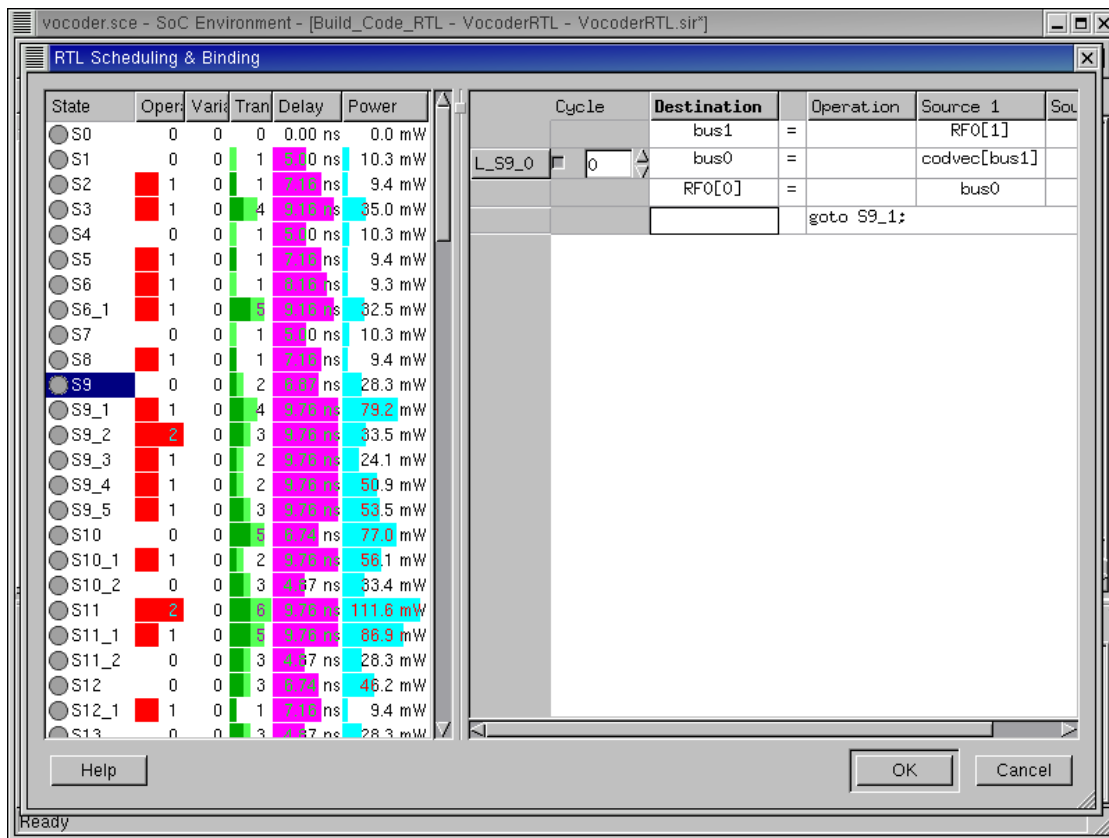 vocoder.sce - SoC Environment - [Build_Code_RTL - VocoderRTL - VocoderRTL.sir*]
RTL Scheduling & Binding
State Oper Varia Tran Delay Power
S0 0 0 0 0.00 ns 0.0 mW
S1 0 0 1 5.00 ns 10.3 mW
S2 1 0 1 7.16 ns 9.4 mW
S3 1 0 4 9.16 ns 35.0 mW
S4 0 0 1 5.00 ns 10.3 mW
S5 1 0 1 7.16 ns 9.4 mW
S6 1 0 1 8.16 ns 9.3 mW
S6_1 1 0 5 9.16 ns 32.5 mW
S7 0 0 1 5.00 ns 10.3 mW
S8 1 0 1 7.16 ns 9.4 mW
S9 0 0 2 6.67 ns 28.3 mW
S9_1 1 0 4 9.76 ns 79.2 mW
S9_2 2 0 3 9.76 ns 33.5 mW
S9_3 1 0 2 9.76 ns 24.1 mW
S9_4 1 0 2 9.76 ns 50.9 mW
S9_5 1 0 3 9.76 ns 53.5 mW
S10 0 0 5 6.74 ns 77.0 mW
S10_1 1 0 2 9.76 ns 56.1 mW
S10_2 0 0 3 4.67 ns 33.4 mW
S11 2 0 6 9.76 ns 111.6 mW
S11_1 1 0 5 9.76 ns 86.9 mW
S11_2 0 0 3 4.67 ns 28.3 mW
S12 0 0 3 6.74 ns 46.2 mW
S12_1 1 0 1 7.16 ns 9.4 mW
S13 0 0 3 4.67 ns 28.3 mW
Cycle Destination Operation Source 1 Sou
bus1 = RF0[1]
L_S9_0 0 bus0 = codvec[bus1]
RF0[0] = bus0
goto S9_1;
Help OK Cancel
Ready